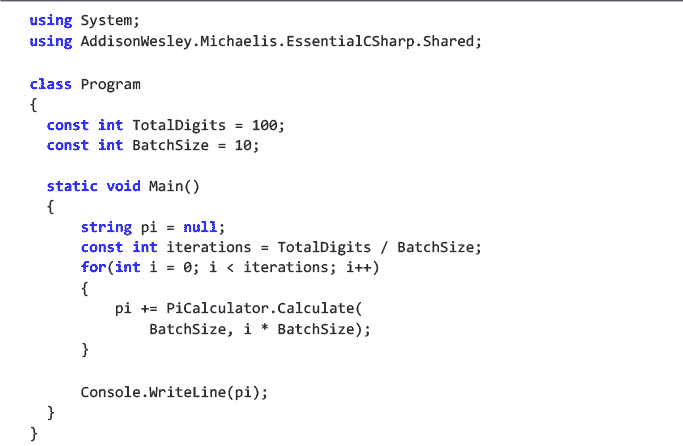 using System;
using AddisonWesley.Michaelis.EssentialCSharp.Shared;
class Program
{
const int TotalDigits = 100;
const int BatchSize = 10;
static void Main()
{
string pi = null;
const int iterations = TotalDigits / BatchSize;
for(int i = 0; i < iterations; i++)
{
pi += PiCalculator.Calculate(
BatchSize, i * BatchSize);
}
Console.WriteLine(pi);
}
}